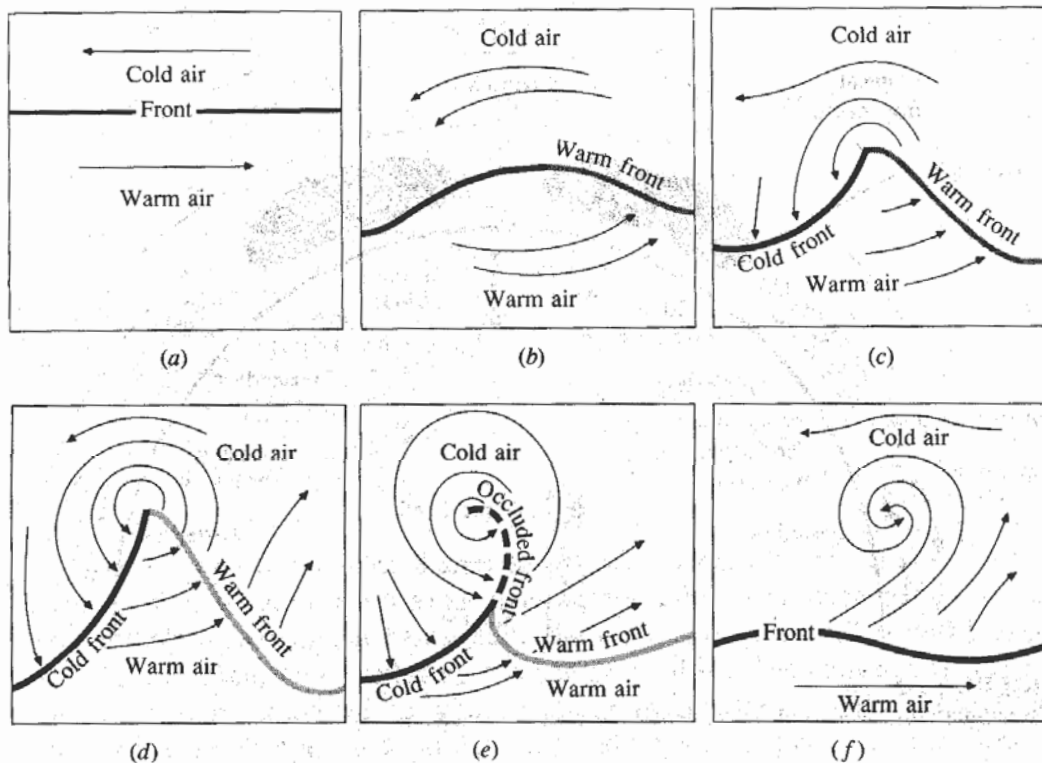 Cold air
Front
Warm air
(a)
Cold air
Warm front
Warm air
(b)
Cold air
Warm front
Cold front
Warm air
(c)
Cold air
Warm front
Cold front
Warm air
(d)
Cold air
Occluded front
Warm front
Cold front
Warm air
(e)
Cold air
Front
Warm air
(f)